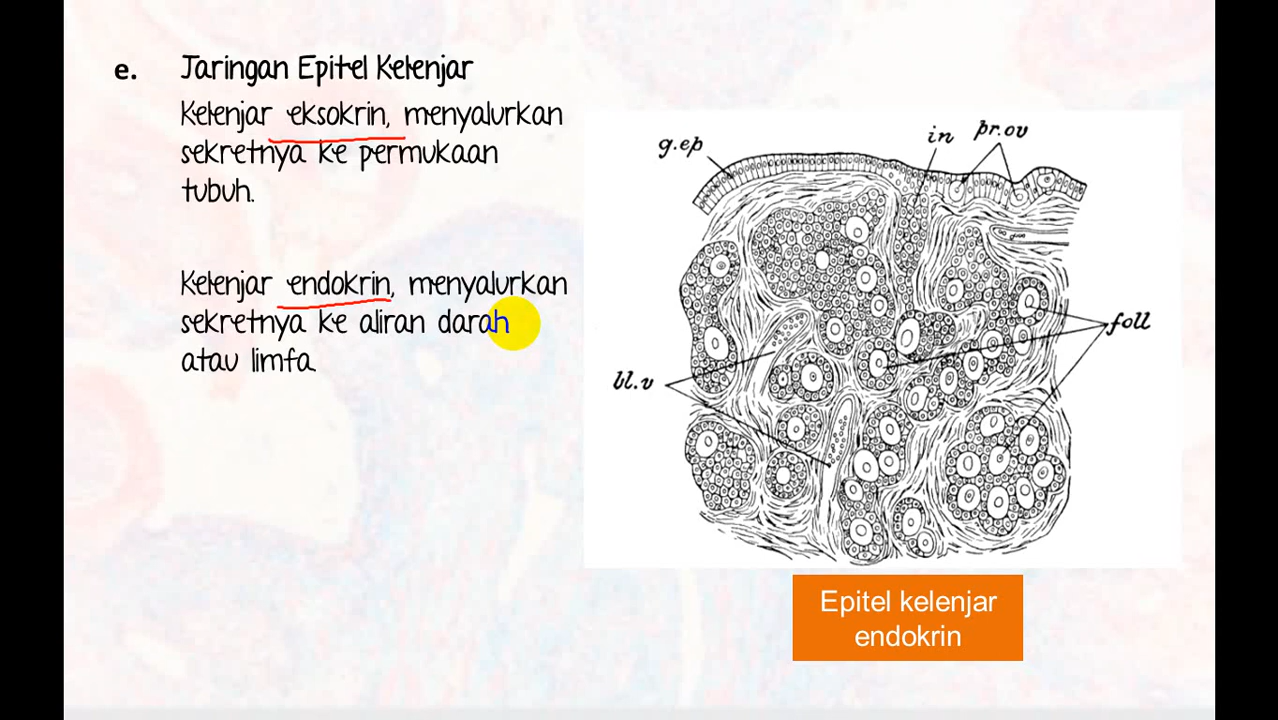 e. Jaringan Epitel Kelenjar
Kelenjar eksokrin, menyalurkan
sekretnya ke permukaan
tubuh.
Kelenjar endokrin, menyalurkan
sekretnya ke aliran darah
atau limfa.
g.ep
in
pr.ov
foll
bl.v
Epitel kelenjar
endokrin